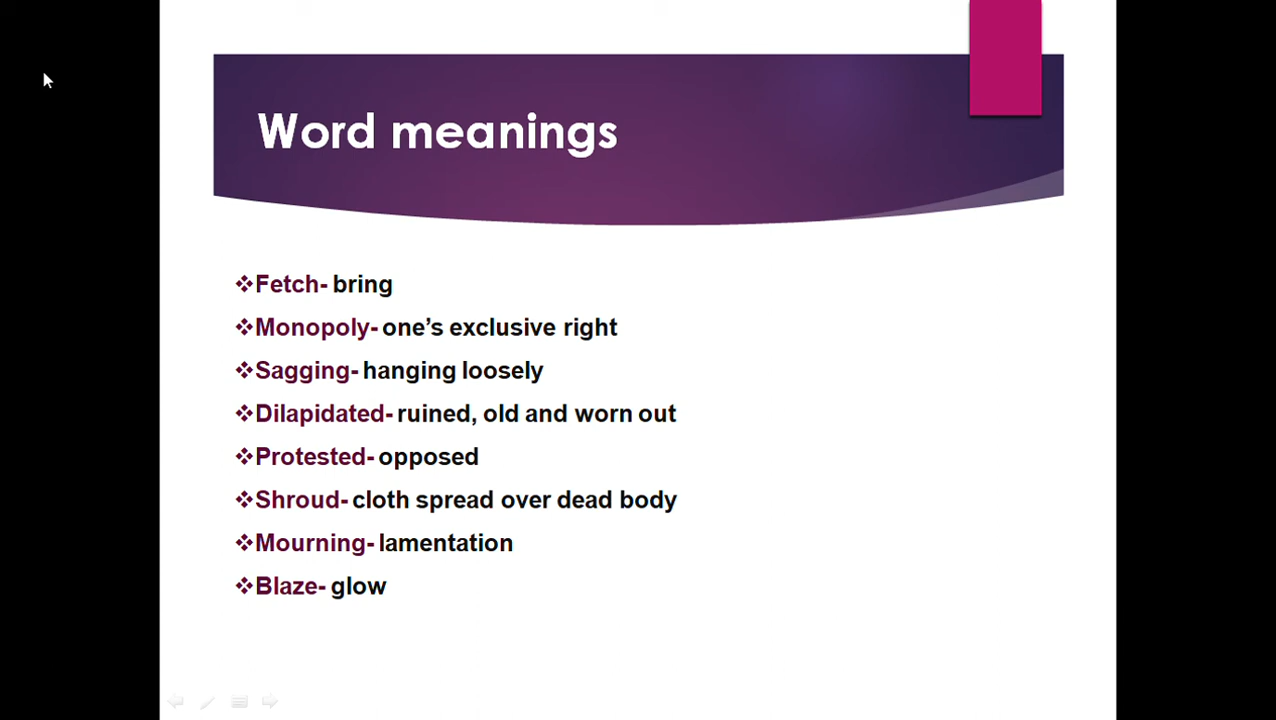 Word meanings
❖Fetch- bring
❖Monopoly- one’s exclusive right
❖Sagging- hanging loosely
❖Dilapidated- ruined, old and worn out
❖Protested- opposed
❖Shroud- cloth spread over dead body
❖Mourning- lamentation
❖Blaze- glow